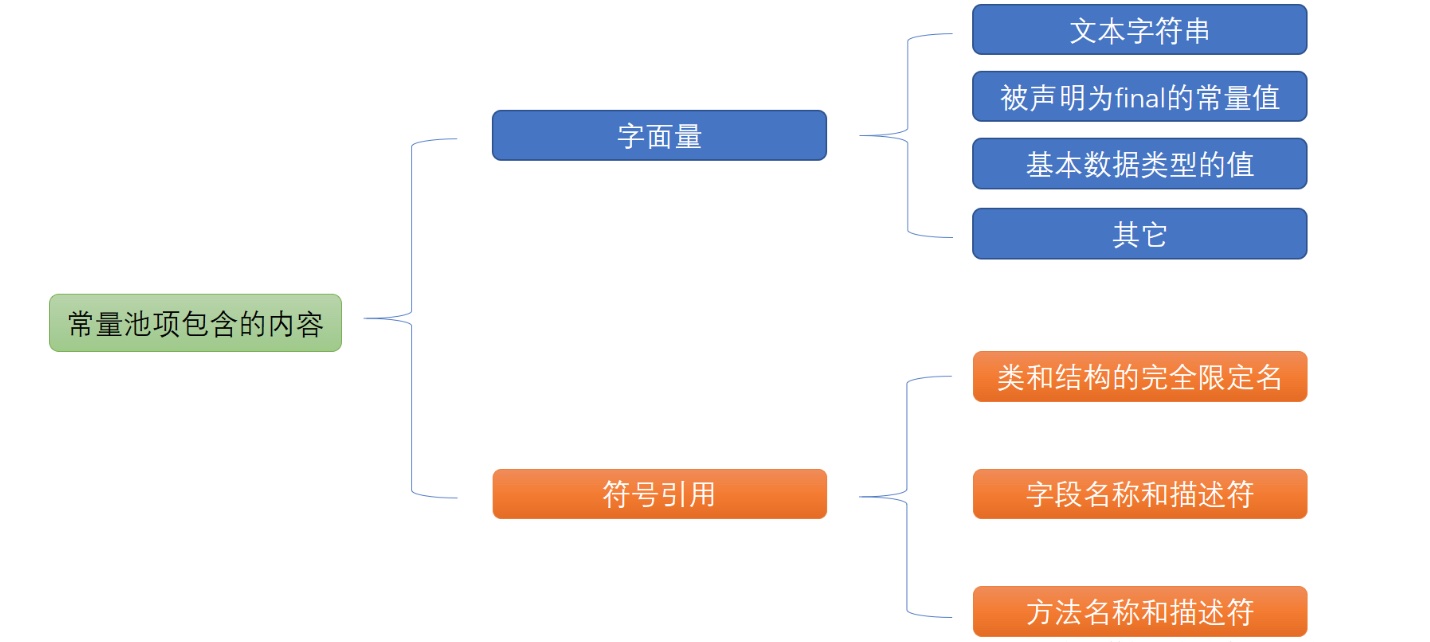 常量池项包含的内容
字面量
文本字符串
被声明为final的常量值
基本数据类型的值
其它
符号引用
类和结构的完全限定名
字段名称和描述符
方法名称和描述符